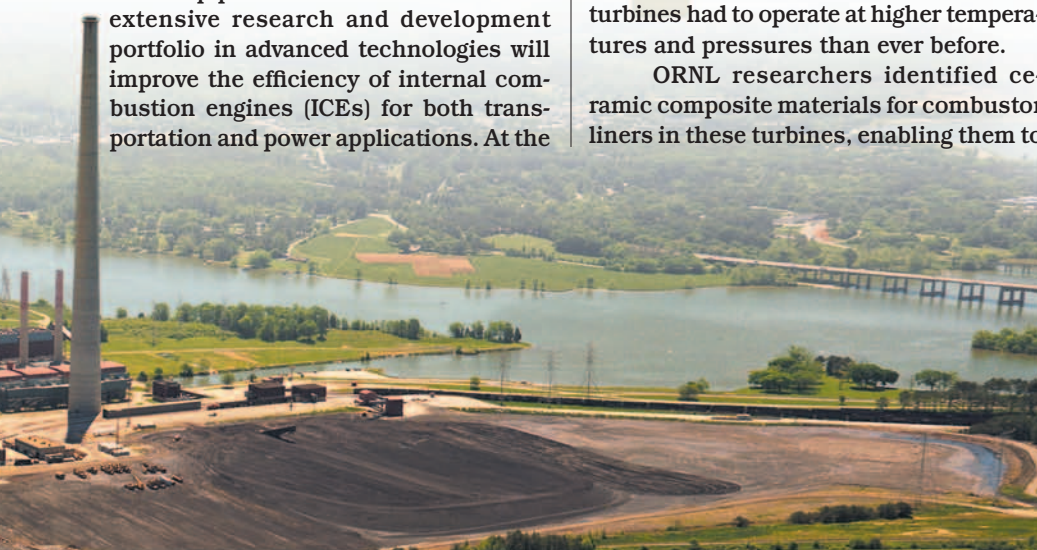 extensive research and development
portfolio in advanced technologies will
improve the efficiency of internal com-
bustion engines (ICEs) for both trans-
portation and power applications. At the
turbines had to operate at higher tempera-
tures and pressures than ever before.
ORNL researchers identified ce-
ramic composite materials for combustor
liners in these turbines, enabling them to